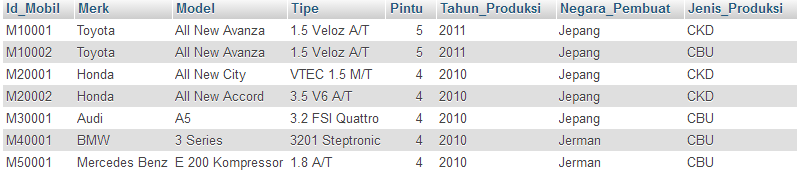 Id_Mobil Merk Model Tipe Pintu Tahun_Produksi Negara_Pembuat Jenis_Produksi
M10001 Toyota All New Avanza 1.5 Veloz A/T 5 2011 Jepang CKD
M10002 Toyota All New Avanza 1.5 Veloz A/T 5 2011 Jepang CBU
M20001 Honda All New City VTEC 1.5 M/T 4 2010 Jepang CKD
M20002 Honda All New Accord 3.5 V6 A/T 4 2010 Jepang CKD
M30001 Audi A5 3.2 FSI Quattro 4 2010 Jepang CBU
M40001 BMW 3 Series 3201 Steptronic 4 2010 Jerman CBU
M50001 Mercedes Benz E 200 Kompressor 1.8 A/T 4 2010 Jerman CBU